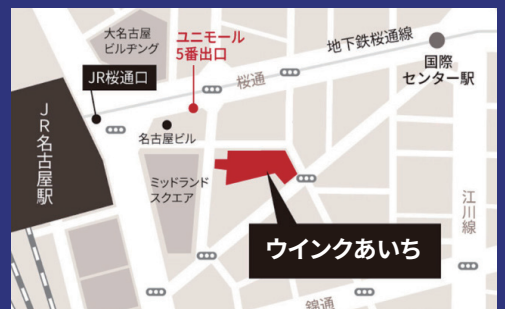 大名古屋
ビルヂング
ユニモール
5番出口
地下鉄桜通線
国際
センター駅
JR桜通口
桜通
JR名古屋駅
名古屋ビル
ミッドランド
スクエア
江川線
ウインクあいち
錦通